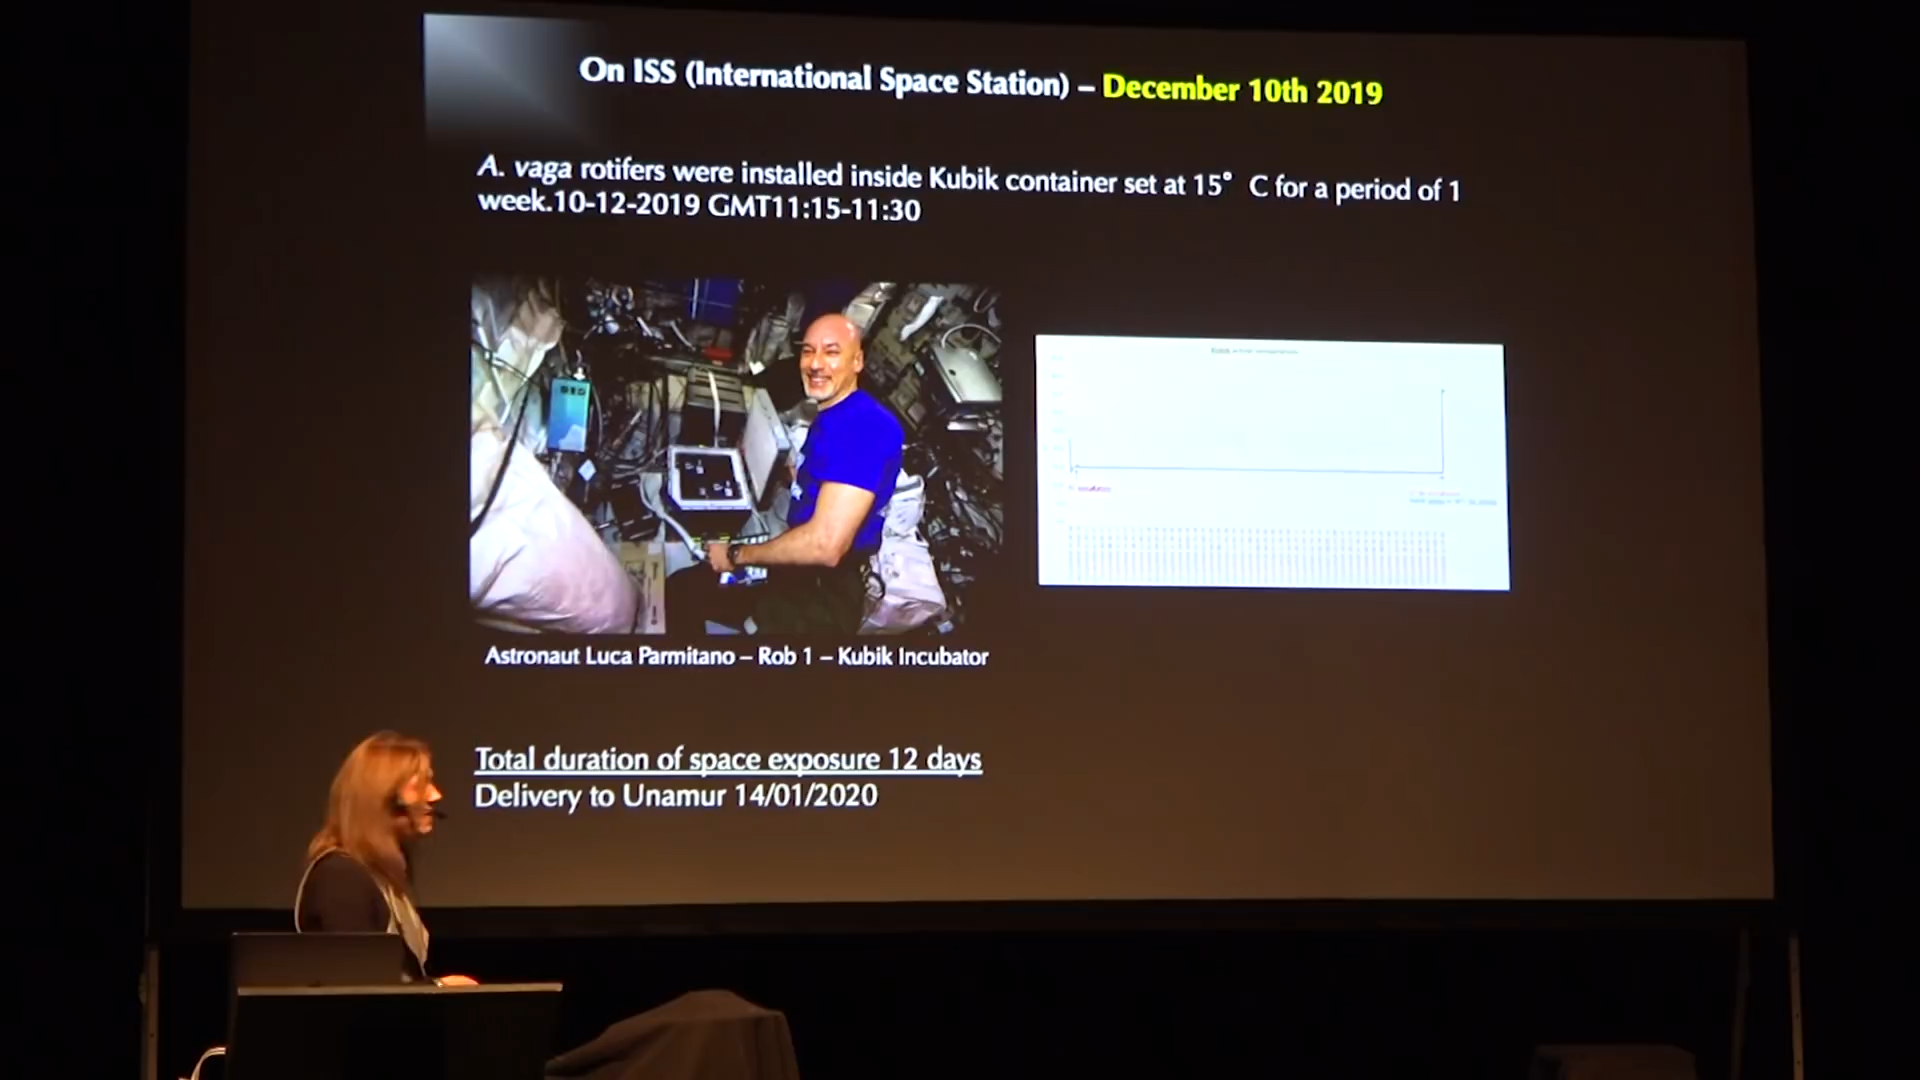 On ISS (International Space Station) – December 10th 2019
A. vaga rotifers were installed inside Kubik container set at 15° C for a period of 1
week.10-12-2019 GMT11:15-11:30
Astronaut Luca Parmitano – Rob 1 – Kubik Incubator
Total duration of space exposure 12 days
Delivery to Unamur 14/01/2020